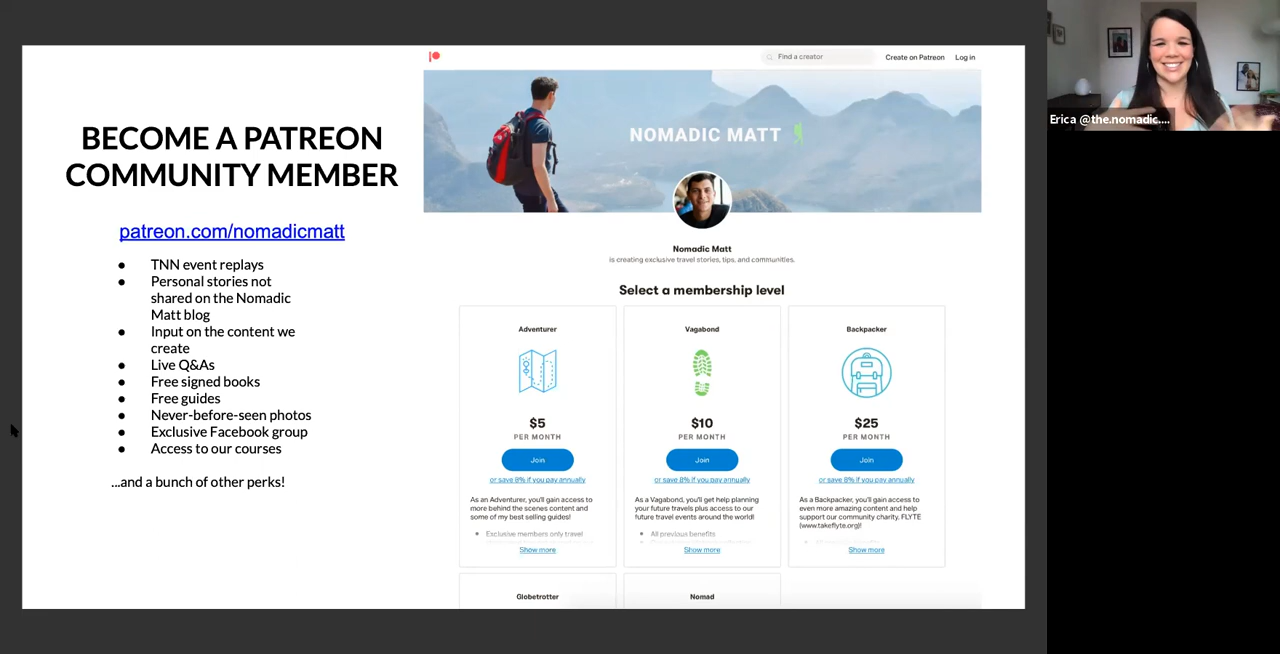 BECOME A PATREON
COMMUNITY MEMBER
patreon.com/nomadicmatt
● TNN event replays
● Personal stories not
shared on the Nomadic
Matt blog
● Input on the content we
create
● Live Q&As
● Free signed books
● Free guides
● Never-before-seen photos
● Exclusive Facebook group
● Access to our courses
...and a bunch of other perks!
Find a creator
Create on Patreon
Log in
NOMADIC MATT
Nomadic Matt
is creating exclusive travel stories, tips, and communities.
Select a membership level
Adventurer
$5
PER MONTH
Join
or save 8% if you pay annually
As an Adventurer, you'll gain access to
more behind the scenes content and
some of my best selling guides!
• Exclusive members only travel
Show more
Vagabond
$10
PER MONTH
Join
or save 8% if you pay annually
As a Vagabond, you'll get help planning
your future travels plus access to our
future travel events around the world!
• All previous benefits
Show more
Backpacker
$25
PER MONTH
Join
or save 8% if you pay annually
As a Backpacker, you'll gain access to
even more amazing content and help
support our community charity, FLYTE
(www.takeflyte.org)!
Show more
Globetrotter
Nomad
Erica @the.nomadic....